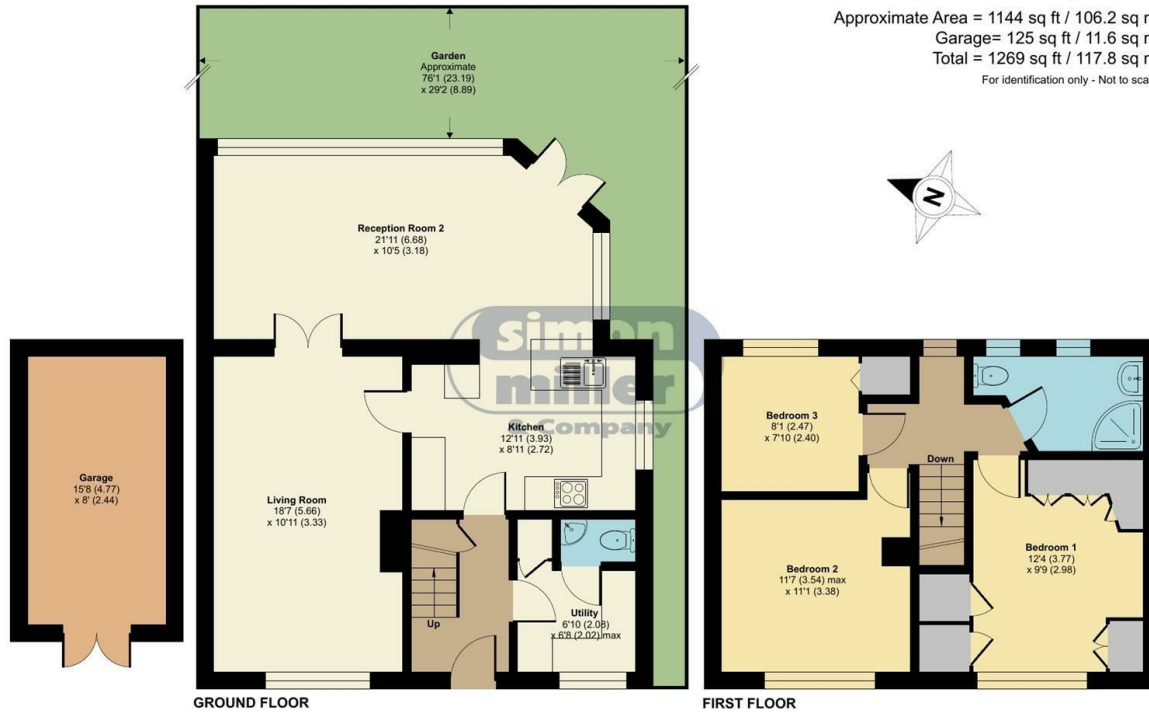 Approximate Area = 1144 sq ft / 106.2 sq
Garage= 125 sq ft / 11.6 sq
Total = 1269 sq ft / 117.8 sq
For identification only - Not to
Garden
Approximate
76'1 (23.19)
x 29'2 (8.89)
Reception Room 2
21'11 (6.68)
x 10'5 (3.18)
N
simon
miller
& Company
Kitchen
12'11 (3.93)
x 8'11 (2.72)
Garage
15'8 (4.77)
x 8' (2.44)
Living Room
18'7 (5.66)
x 10'11 (3.33)
Up
Utility
6'10 (2.08)
x 6'8 (2.02) max
Bedroom 3
8'1 (2.47)
x 7'10 (2.40)
Down
Bedroom 1
12'4 (3.77)
x 9'9 (2.98)
Bedroom 2
11'7 (3.54) max
x 11'1 (3.38)
GROUND FLOOR
FIRST FLOOR